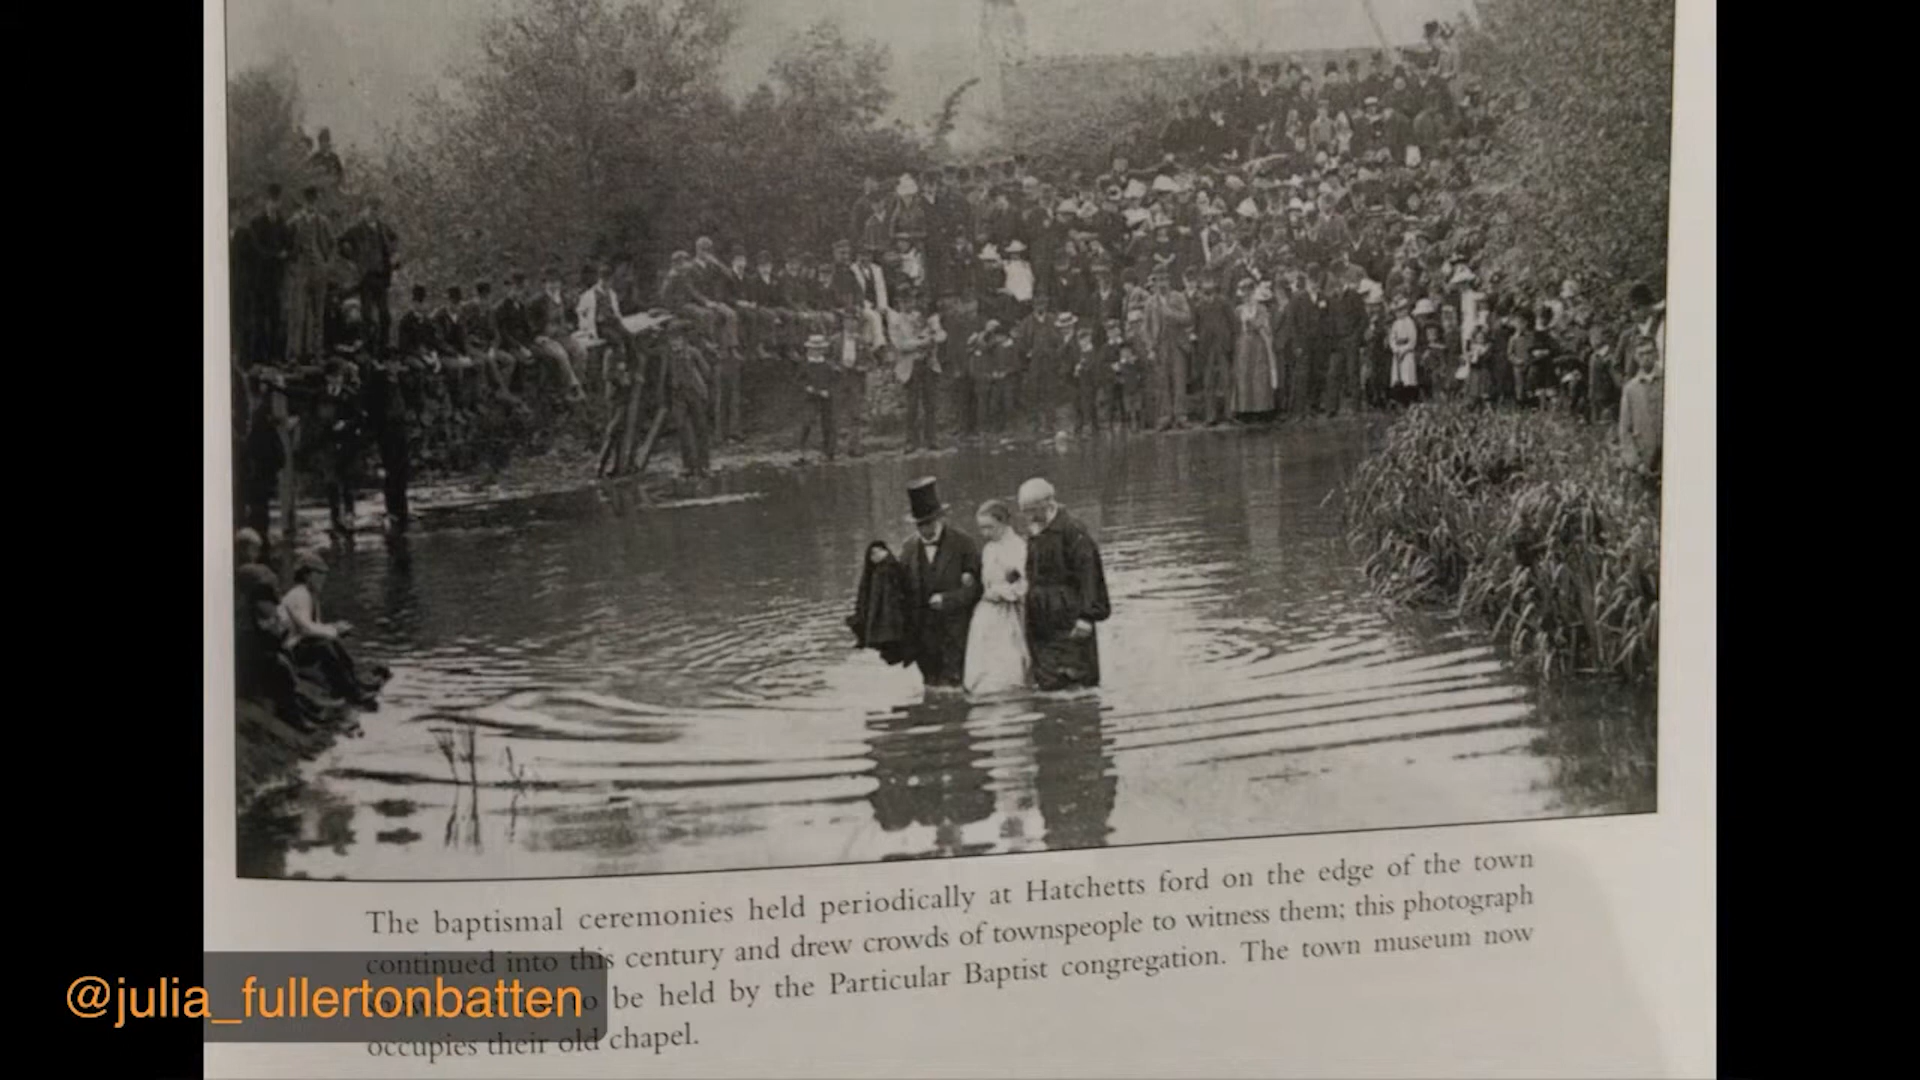 The baptismal ceremonies held periodically at Hatchetts ford on the edge of the town
continued into this century and drew crowds of townspeople to witness them; this photograph
to be held by the Particular Baptist congregation. The town museum now
occupies their old chapel.
@julia_fullertonbatten